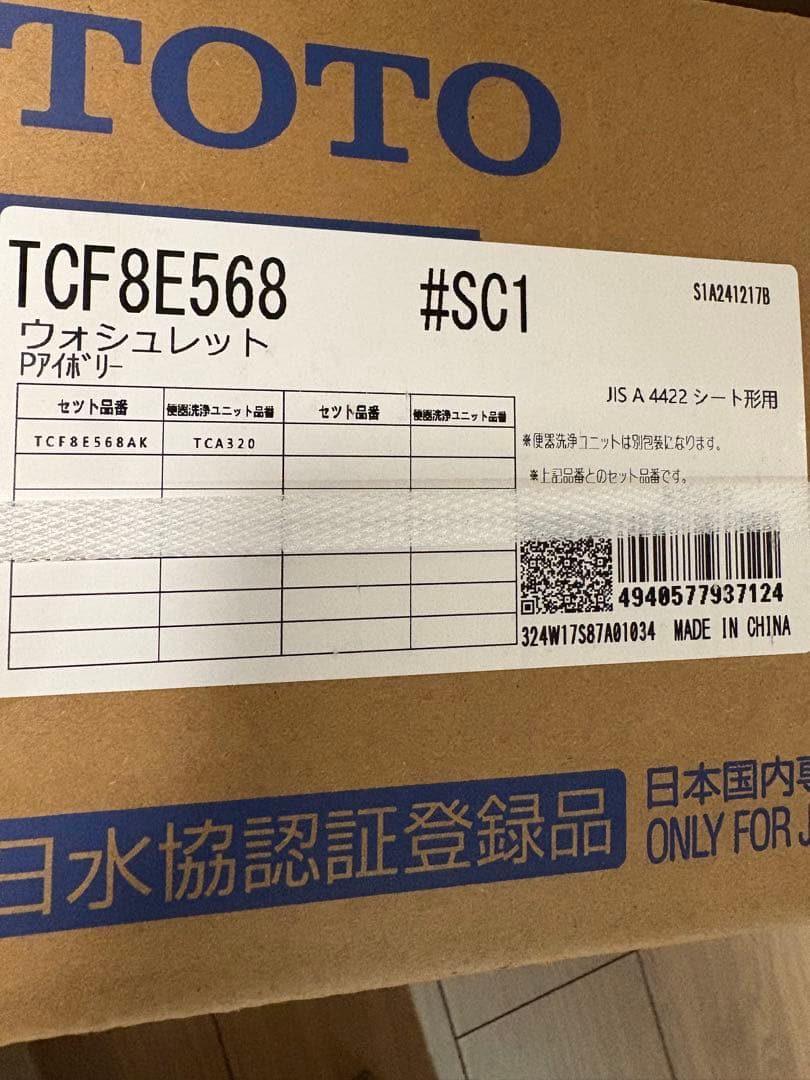 TOTO
TCF8E568 #SC1
S1A241217B
ウォシュレット
Pアイボリー
JIS A 4422 シート形用
セット品番 便器洗浄ユニット品番 セット品番 便器洗浄ユニット品番
TCF8E568AK TCA320
※便器洗浄ユニットは別包装になります。
※上記品番とのセット品番です。
4940577937124
324W17S87A01034 MADE IN CHINA
日水協認証登録品
日本国内専
ONLY FOR J